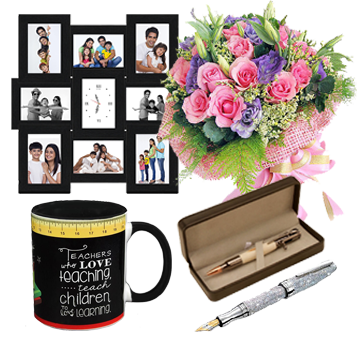 TEACHERS
who LOVE
teaching,
teach
children
TO LOVE
LEARNING.